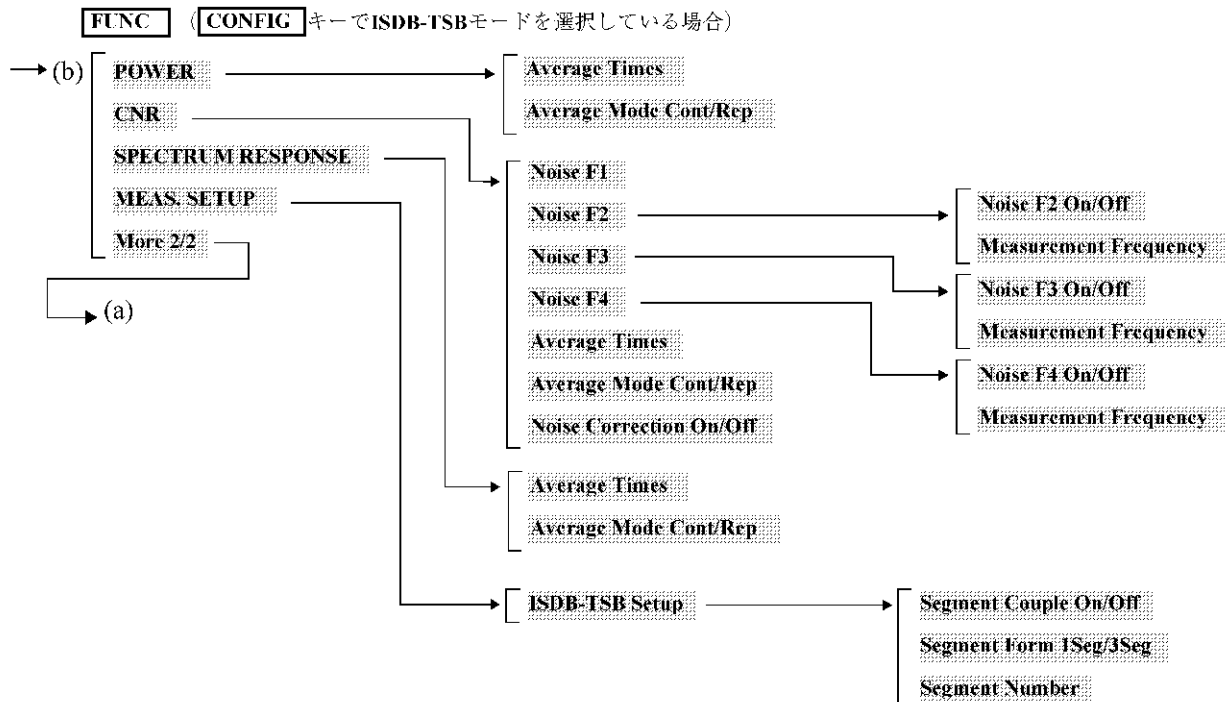 FUNC （CONFIG キーでISDB-TSBモードを選択している場合）
(b)
POWER
CNR
SPECTRUM RESPONSE
MEAS. SETUP
More 2/2
(a)
Average Times
Average Mode Cont/Rep
Noise F1
Noise F2
Noise F3
Noise F4
Average Times
Average Mode Cont/Rep
Noise Correction On/Off
Noise F2 On/Off
Measurement Frequency
Noise F3 On/Off
Measurement Frequency
Noise F4 On/Off
Measurement Frequency
Average Times
Average Mode Cont/Rep
ISDB-TSB Setup
Segment Couple On/Off
Segment Form 1Seg/3Seg
Segment Number